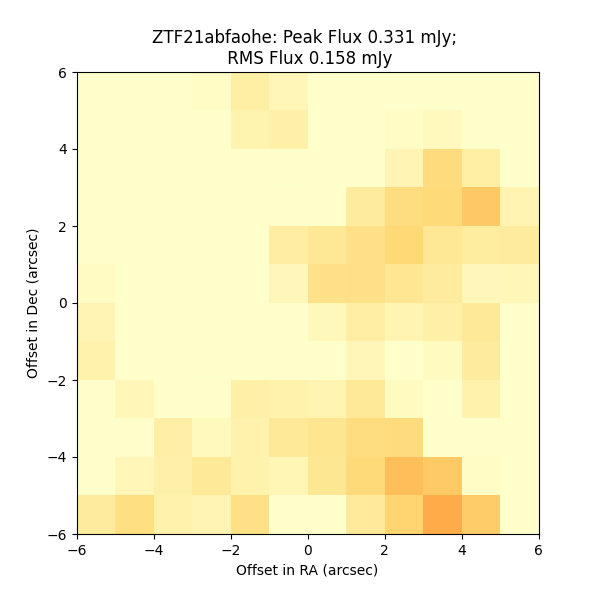 ZTF21abfaohe: Peak Flux 0.331 mJy;
RMS Flux 0.158 mJy
6
4
2
0
−2
−4
−6
Offset in Dec (arcsec)
−6 −4 −2 0 2 4 6
Offset in RA (arcsec)